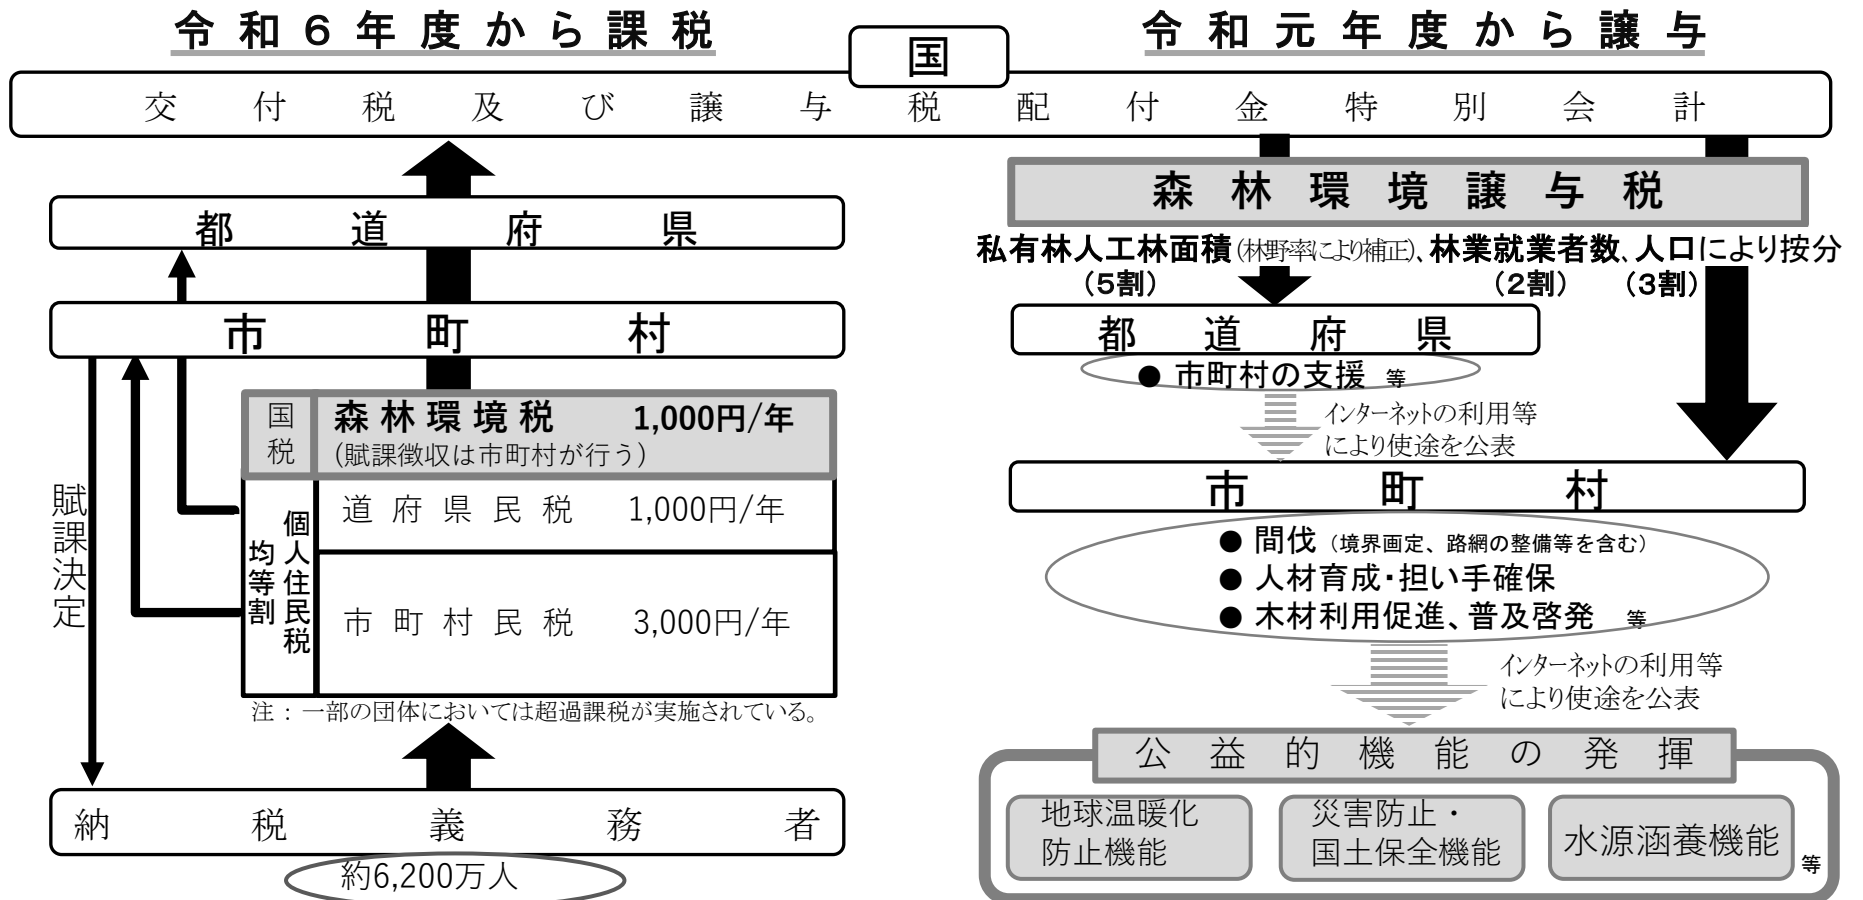 令和６年度から課税
国
令和元年度から譲与
交付税及び譲与税配付金特別会計
都道府県
市町村
国税
森林環境税 1,000円/年
(賦課徴収は市町村が行う)
個人住民税
均等割
道府県民税 1,000円/年
市町村民税 3,000円/年
注：一部の団体においては超過課税が実施されている。
賦課決定
納税義務者
約6,200万人
森林環境譲与税
私有林人工林面積(林野率により補正)、林業就業者数、人口により按分
(5割) (2割) (3割)
都道府県
● 市町村の支援 等
インターネットの利用等
により使途を公表
市町村
● 間伐（境界画定、路網の整備等を含む）
● 人材育成・担い手確保
● 木材利用促進、普及啓発 等
インターネットの利用等
により使途を公表
公益的機能の発揮
地球温暖化
防止機能
災害防止・
国土保全機能
水源涵養機能
等